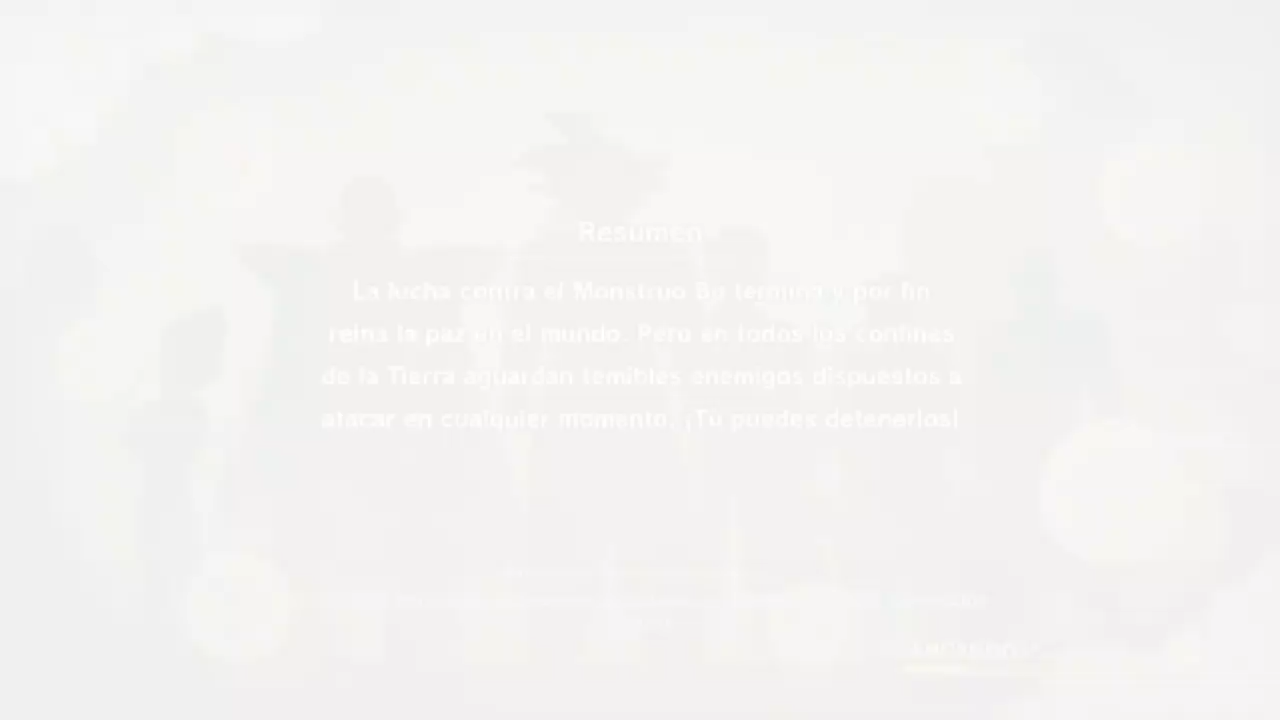 Resumen
La lucha contra el Monstruo Bu termina y por fin
reina la paz en el mundo. Pero en todos los confines
de la Tierra aguardan temibles enemigos dispuestos a
atacar en cualquier momento. ¡Tú puedes detenerlos!